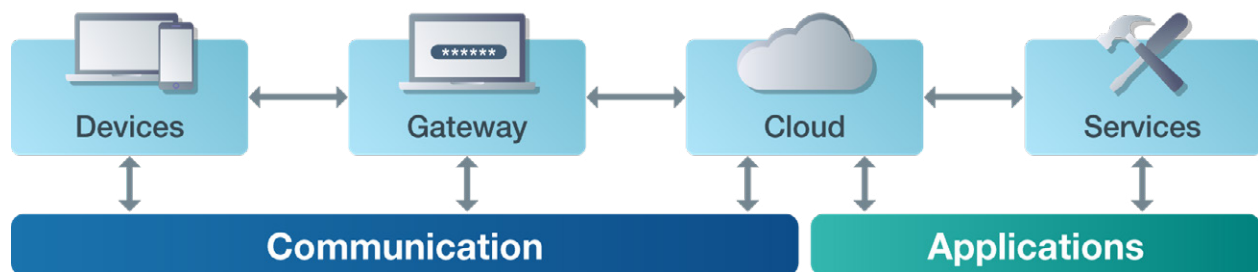 ******
Devices
Gateway
Cloud
Services
Communication
Applications